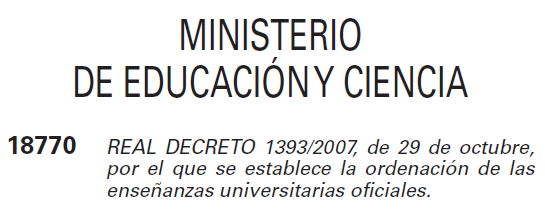 MINISTERIO
DE EDUCACIÓN Y CIENCIA
18770 REAL DECRETO 1393/2007, de 29 de octubre,
por el que se establece la ordenación de las
enseñanzas universitarias oficiales.